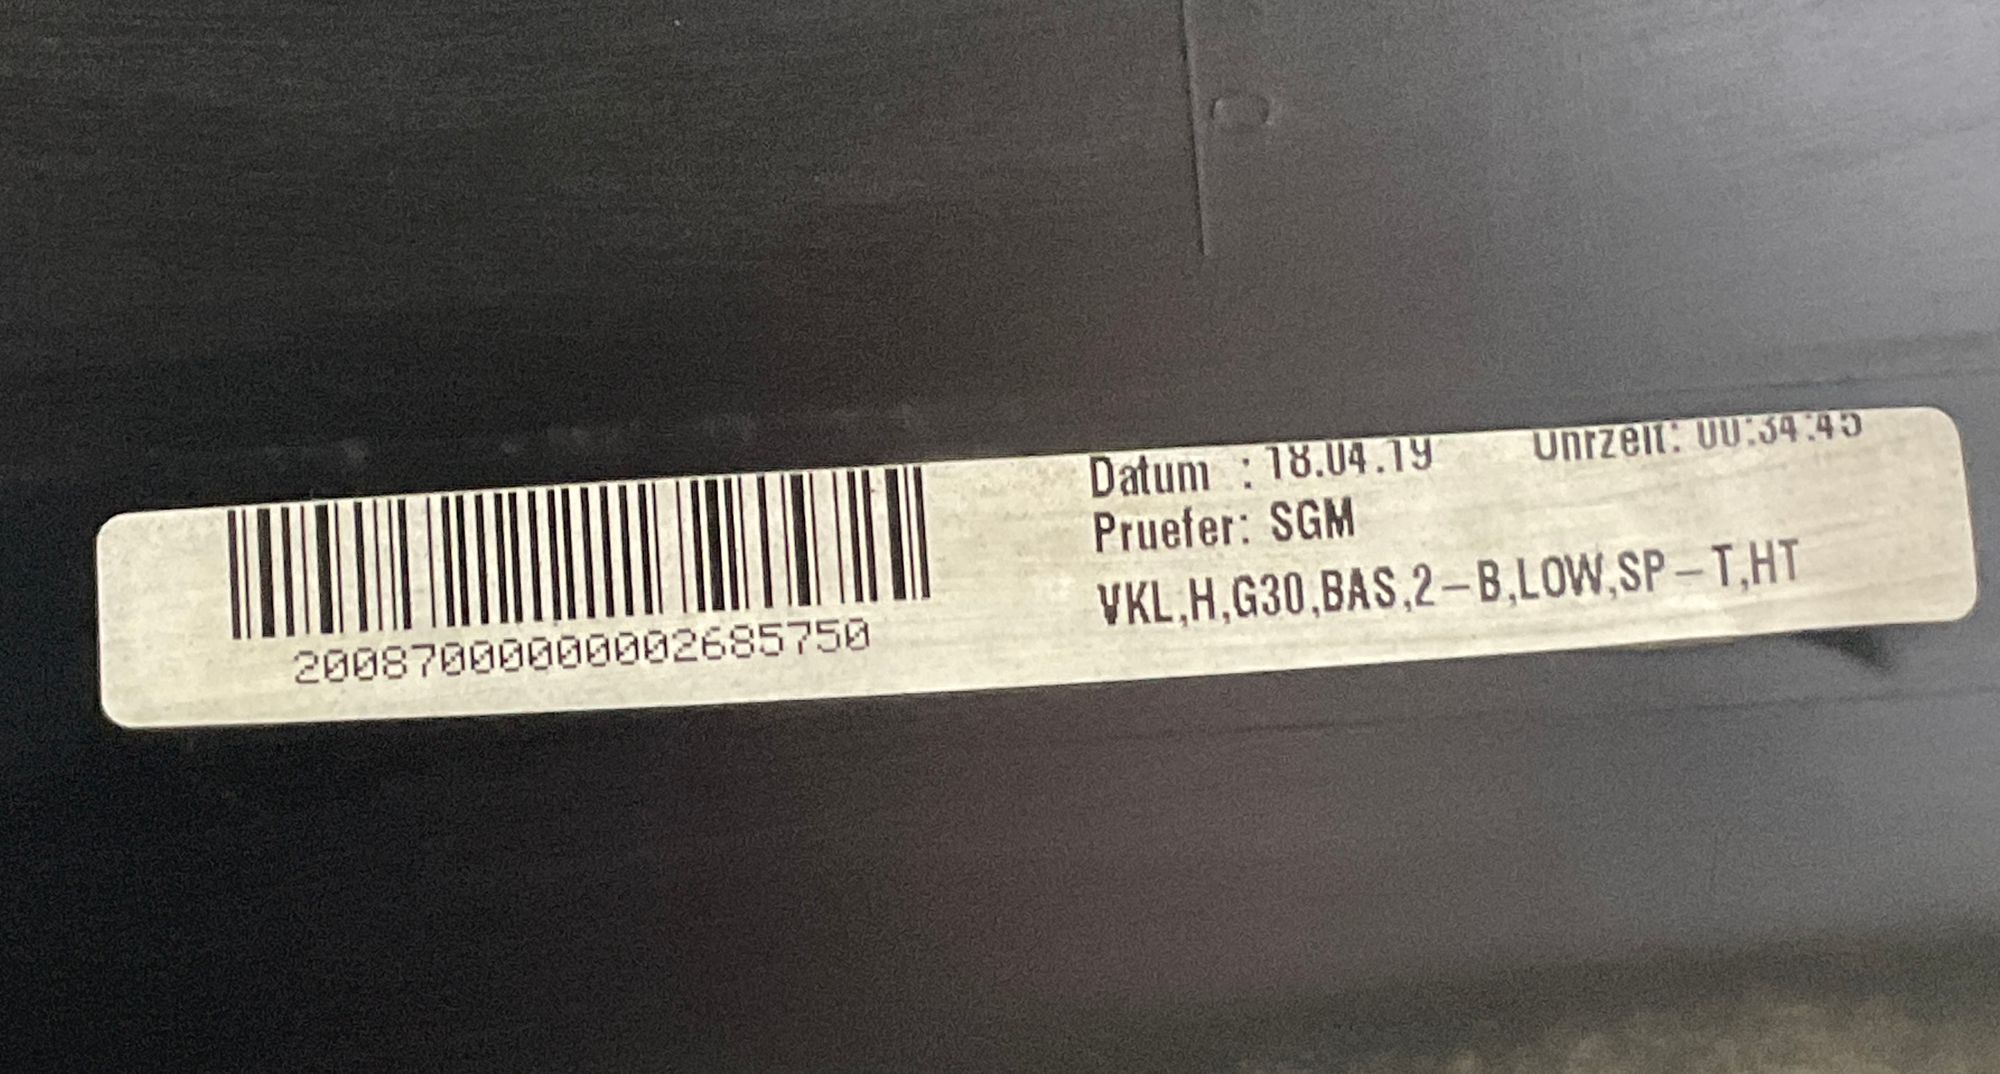 Datum : 18.04.19 Uhrzeit: 00:34:45
Pruefer: SGM
VKL,H,G30,BAS,2-B,LOW,SP-T,HT
20087000000002685750